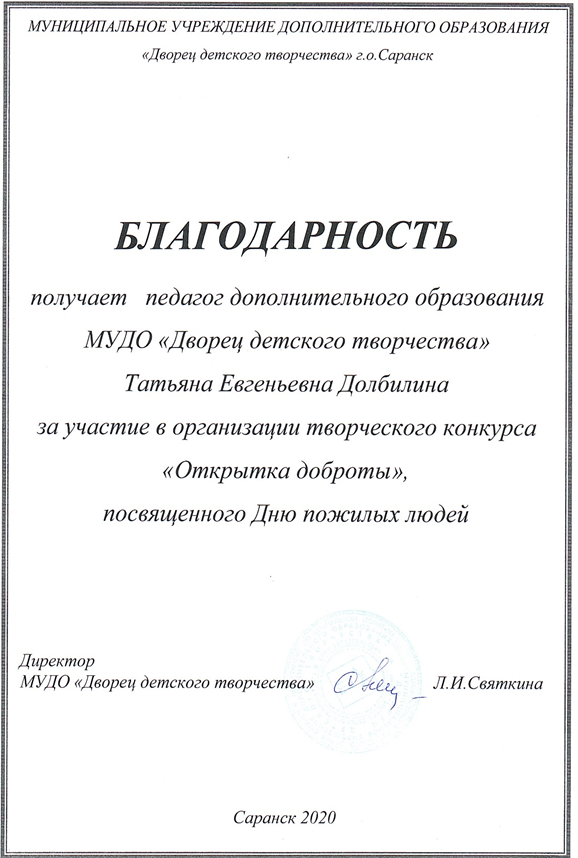 МУНИЦИПАЛЬНОЕ УЧРЕЖДЕНИЕ ДОПОЛНИТЕЛЬНОГО ОБРАЗОВАНИЯ
«Дворец детского творчества» г.о.Саранск
БЛАГОДАРНОСТЬ
получает педагог дополнительного образования
МУДО «Дворец детского творчества»
Татьяна Евгеньевна Долбилина
за участие в организации творческого конкурса
«Открытка доброты»,
посвященного Дню пожилых людей
Директор
МУДО «Дворец детского творчества» Л.И.Святкина
Саранск 2020